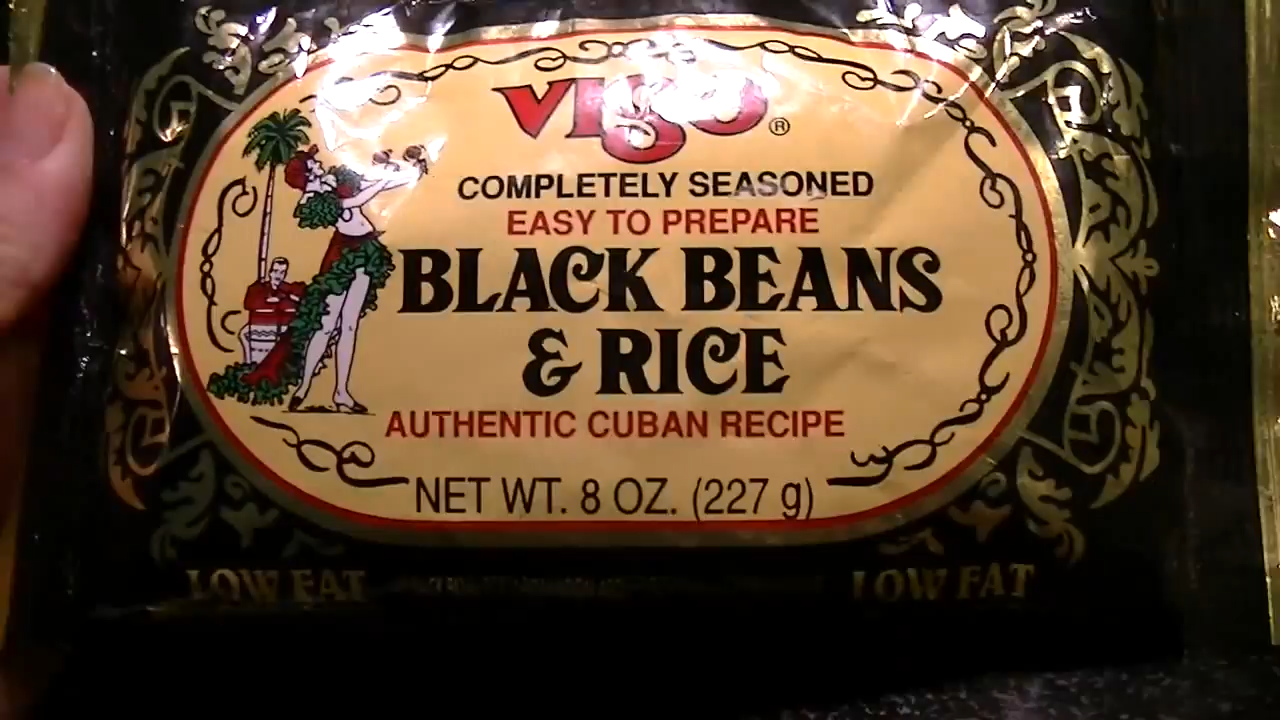 VIGO®
COMPLETELY SEASONED
EASY TO PREPARE
BLACK BEANS
& RICE
AUTHENTIC CUBAN RECIPE
NET WT. 8 OZ. (227 g)
LOW FAT LOW FAT